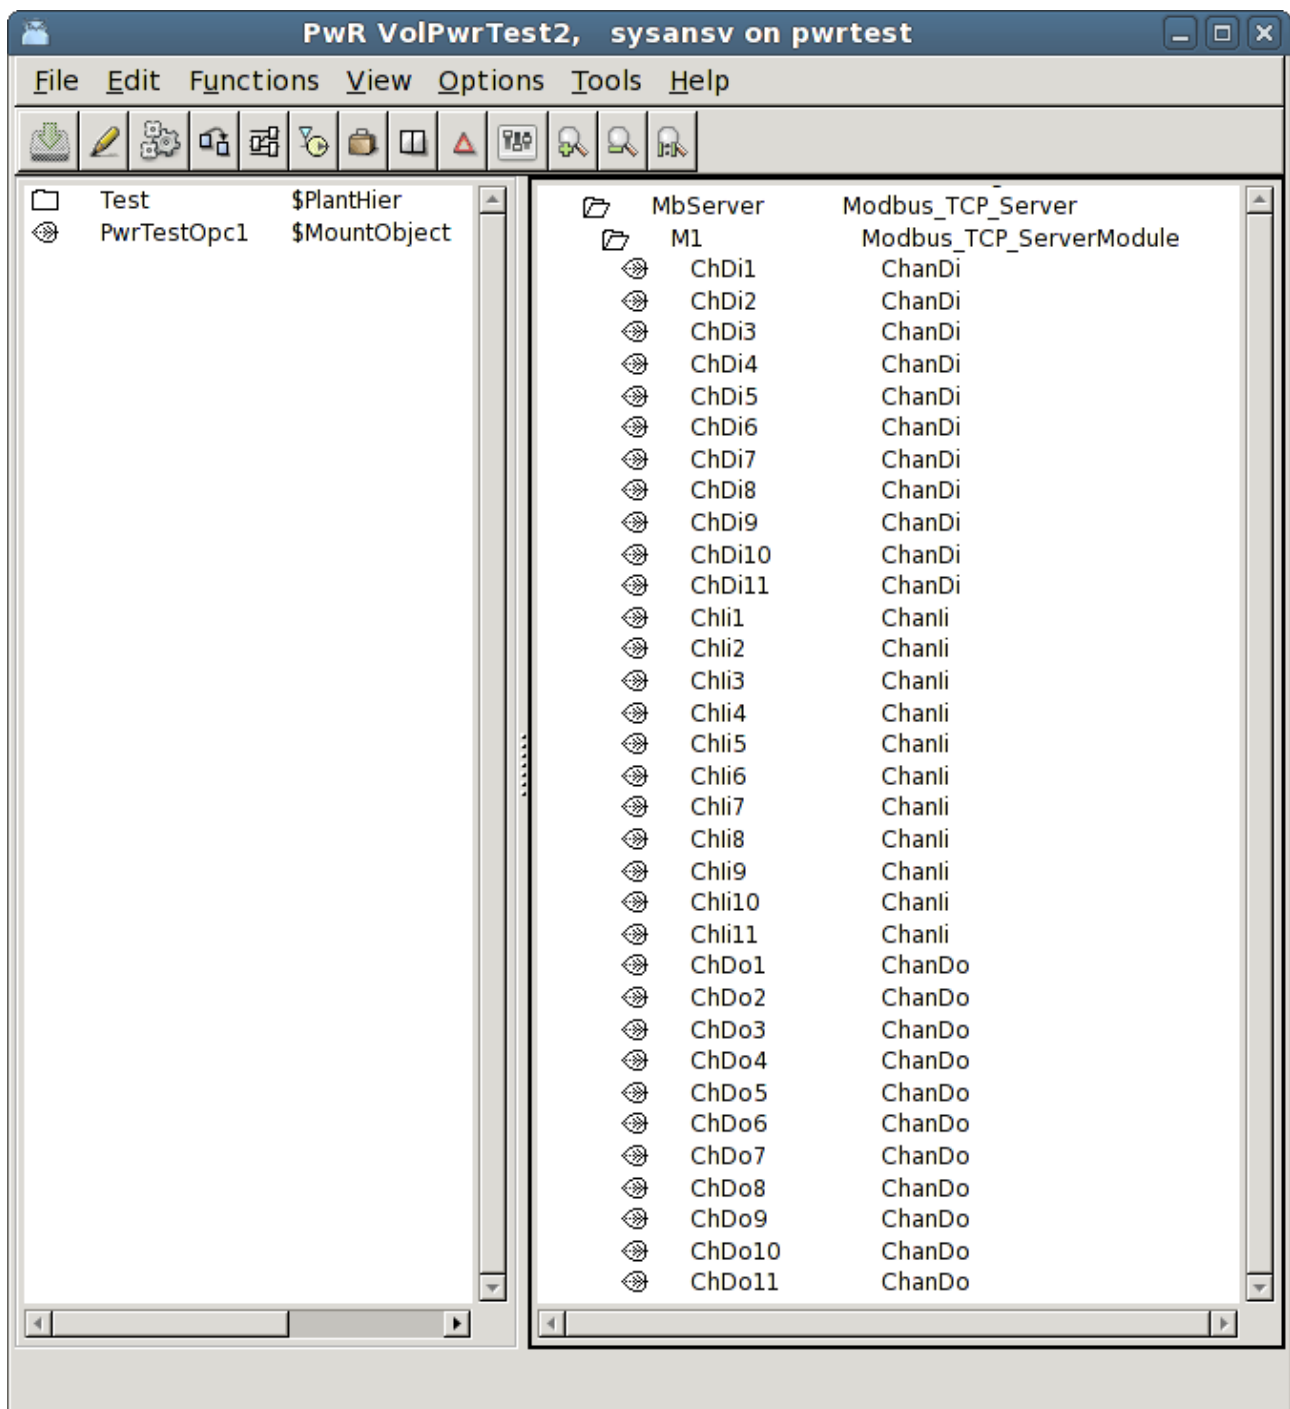 PwR VolPwrTest2, sysansv on pwrtest
File Edit Functions View Options Tools Help
Test $PlantHier
PwrTestOpc1 $MountObject
MbServer Modbus_TCP_Server
M1 Modbus_TCP_ServerModule
ChDi1 ChanDi
ChDi2 ChanDi
ChDi3 ChanDi
ChDi4 ChanDi
ChDi5 ChanDi
ChDi6 ChanDi
ChDi7 ChanDi
ChDi8 ChanDi
ChDi9 ChanDi
ChDi10 ChanDi
ChDi11 ChanDi
ChIi1 ChanIi
ChIi2 ChanIi
ChIi3 ChanIi
ChIi4 ChanIi
ChIi5 ChanIi
ChIi6 ChanIi
ChIi7 ChanIi
ChIi8 ChanIi
ChIi9 ChanIi
ChIi10 ChanIi
ChIi11 ChanIi
ChDo1 ChanDo
ChDo2 ChanDo
ChDo3 ChanDo
ChDo4 ChanDo
ChDo5 ChanDo
ChDo6 ChanDo
ChDo7 ChanDo
ChDo8 ChanDo
ChDo9 ChanDo
ChDo10 ChanDo
ChDo11 ChanDo